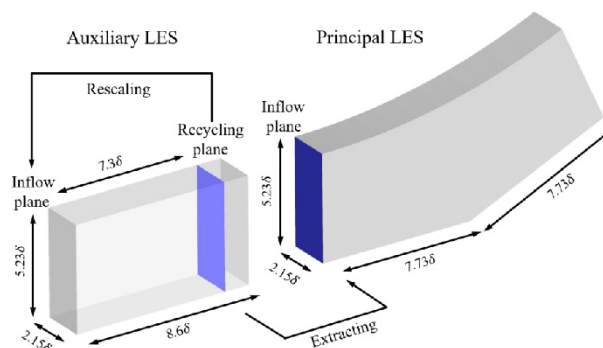 Auxiliary LES
Principal LES
Rescaling
Inflow
plane
Recycling
plane
7.3δ
Inflow
plane
5.23δ
5.23δ
7.73δ
2.15δ
7.73δ
2.15δ
8.6δ
Extracting